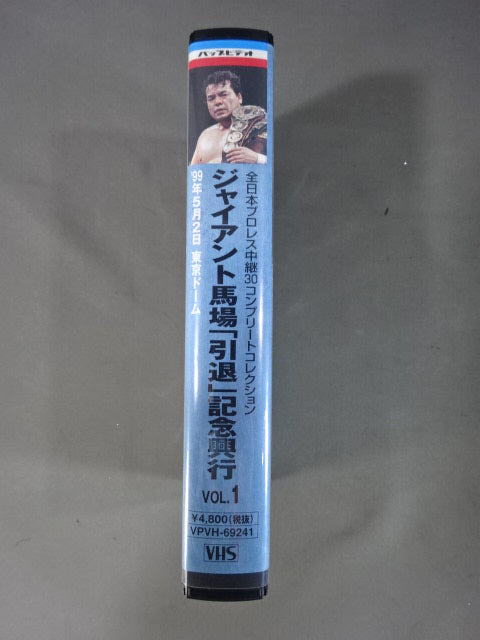 バップビデオ
全日本プロレス中継30コンプリートコレクション
ジャイアント馬場「引退」記念興行
VOL.1
'99年5月2日 東京ドーム
¥4,800(税抜)
VPVH-69241
VHS